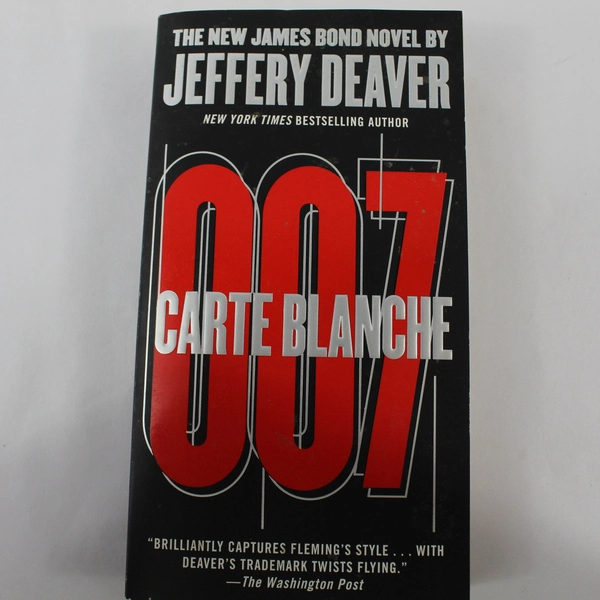 THE NEW JAMES BOND NOVEL BY
JEFFERY DEAVER
NEW YORK TIMES BESTSELLING AUTHOR
007
CARTE BLANCHE
“BRILLIANTLY CAPTURES FLEMING’S STYLE . . . WITH
DEAVER’S TRADEMARK TWISTS FLYING.”
—The Washington Post